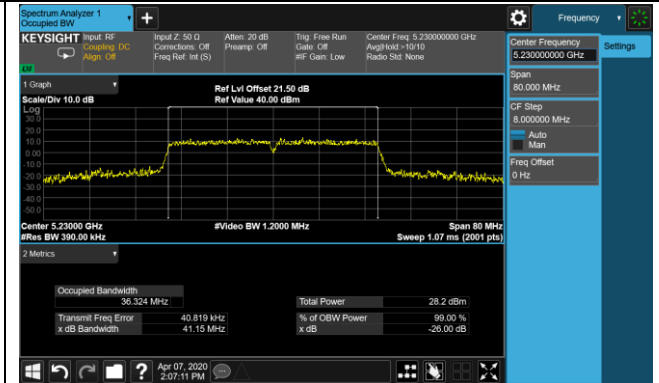 Spectrum Analyzer 1
Occupied BW
+
Frequency
KEYSIGHT
Input: RF
Coupling: DC
Align: Off
Input Z: 50 Ω
Corrections: Off
Freq Ref: Int (S)
Atten: 20 dB
Preamp: Off
Trig: Free Run
Gate: Off
#IF Gain: Low
Center Freq: 5.230000000 GHz
Avg|Hold:>10/10
Radio Std: None
Center Frequency
5.230000000 GHz
Settings
Span
80.000 MHz
CF Step
8.000000 MHz
Auto
Man
Freq Offset
0 Hz
1 Graph
Scale/Div 10.0 dB
Ref Lvl Offset 21.50 dB
Ref Value 40.00 dBm
Log
30.0
20.0
10.0
0.00
-10.0
-20.0
-30.0
-40.0
-50.0
Center 5.23000 GHz
#Res BW 390.00 kHz
#Video BW 1.2000 MHz
Span 80 MHz
Sweep 1.07 ms (2001 pts)
2 Metrics
Occupied Bandwidth
36.324 MHz
Total Power 28.2 dBm
Transmit Freq Error 40.819 kHz
% of OBW Power 99.00 %
x dB Bandwidth 41.15 MHz
x dB -26.00 dB
?
Apr 07, 2020
2:07:11 PM